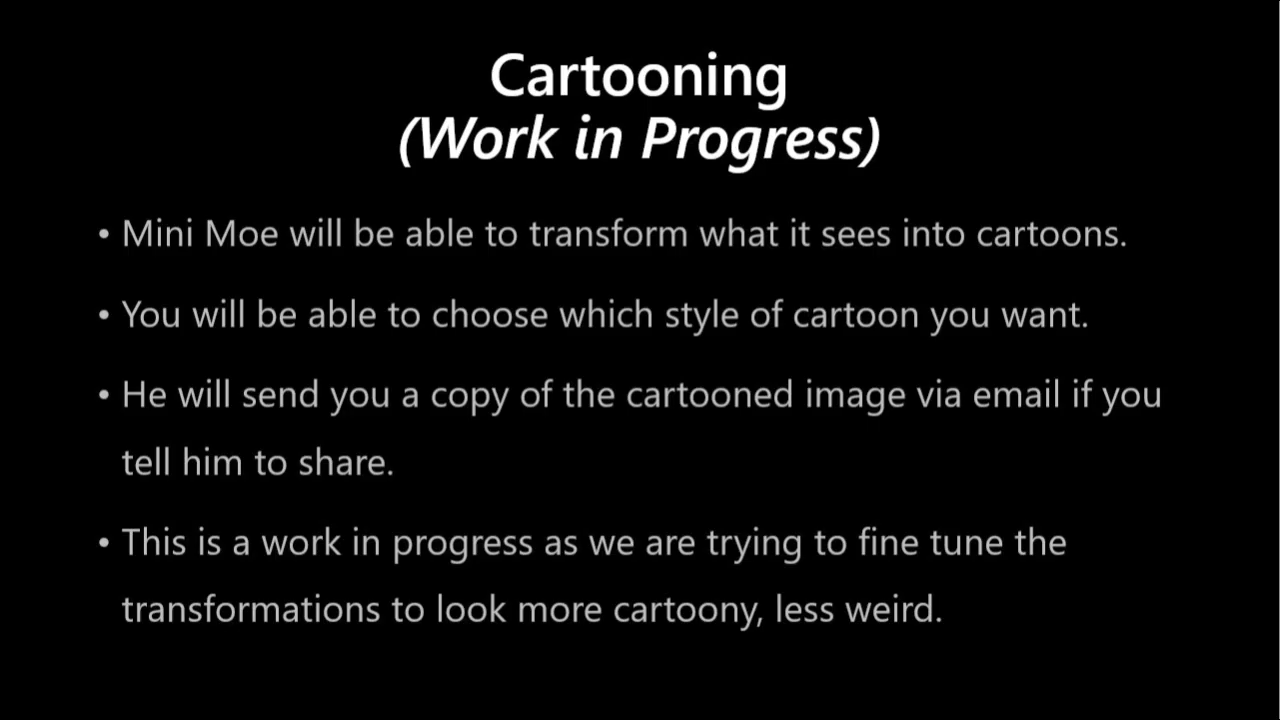 Cartooning
(Work in Progress)
• Mini Moe will be able to transform what it sees into cartoons.
• You will be able to choose which style of cartoon you want.
• He will send you a copy of the cartooned image via email if you
tell him to share.
• This is a work in progress as we are trying to fine tune the
transformations to look more cartoony, less weird.